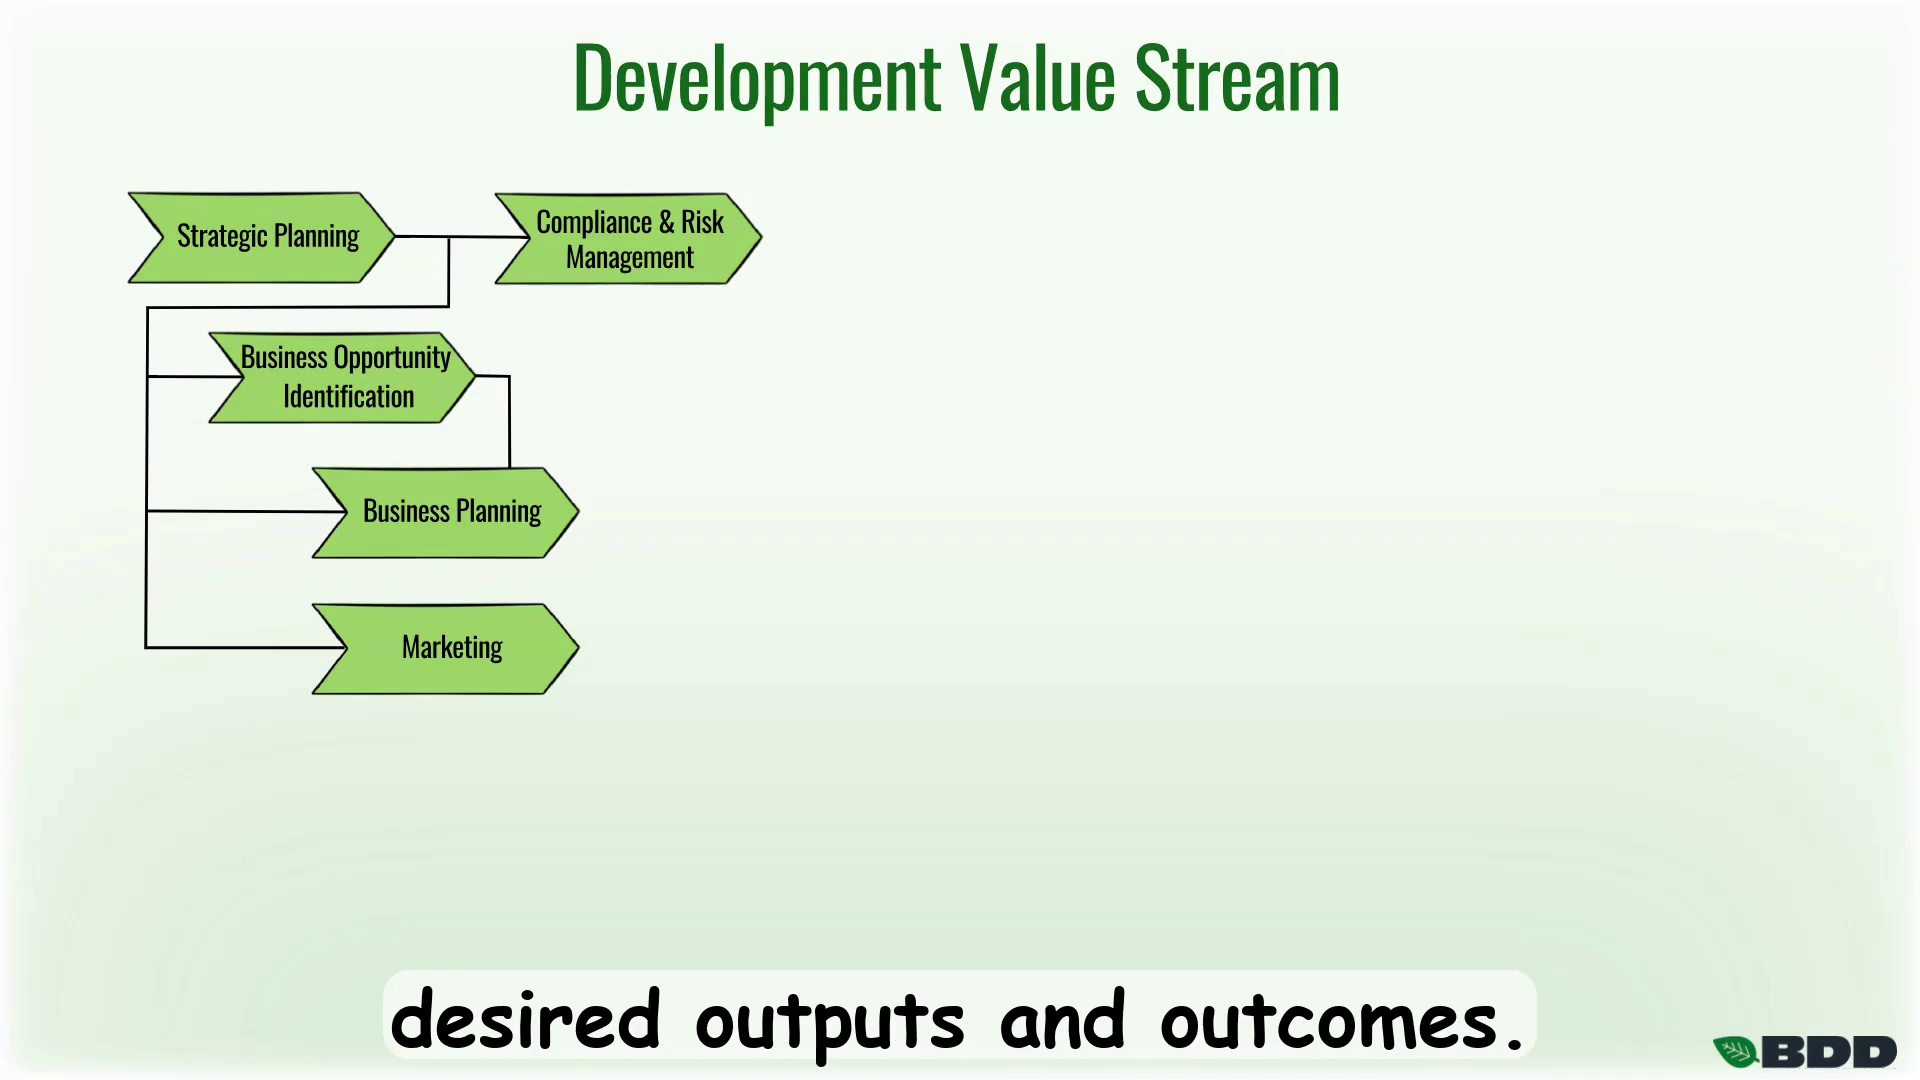 Development Value Stream
Strategic Planning
Compliance & Risk
Management
Business Opportunity
Identification
Business Planning
Marketing
desired outputs and outcomes.
BDD